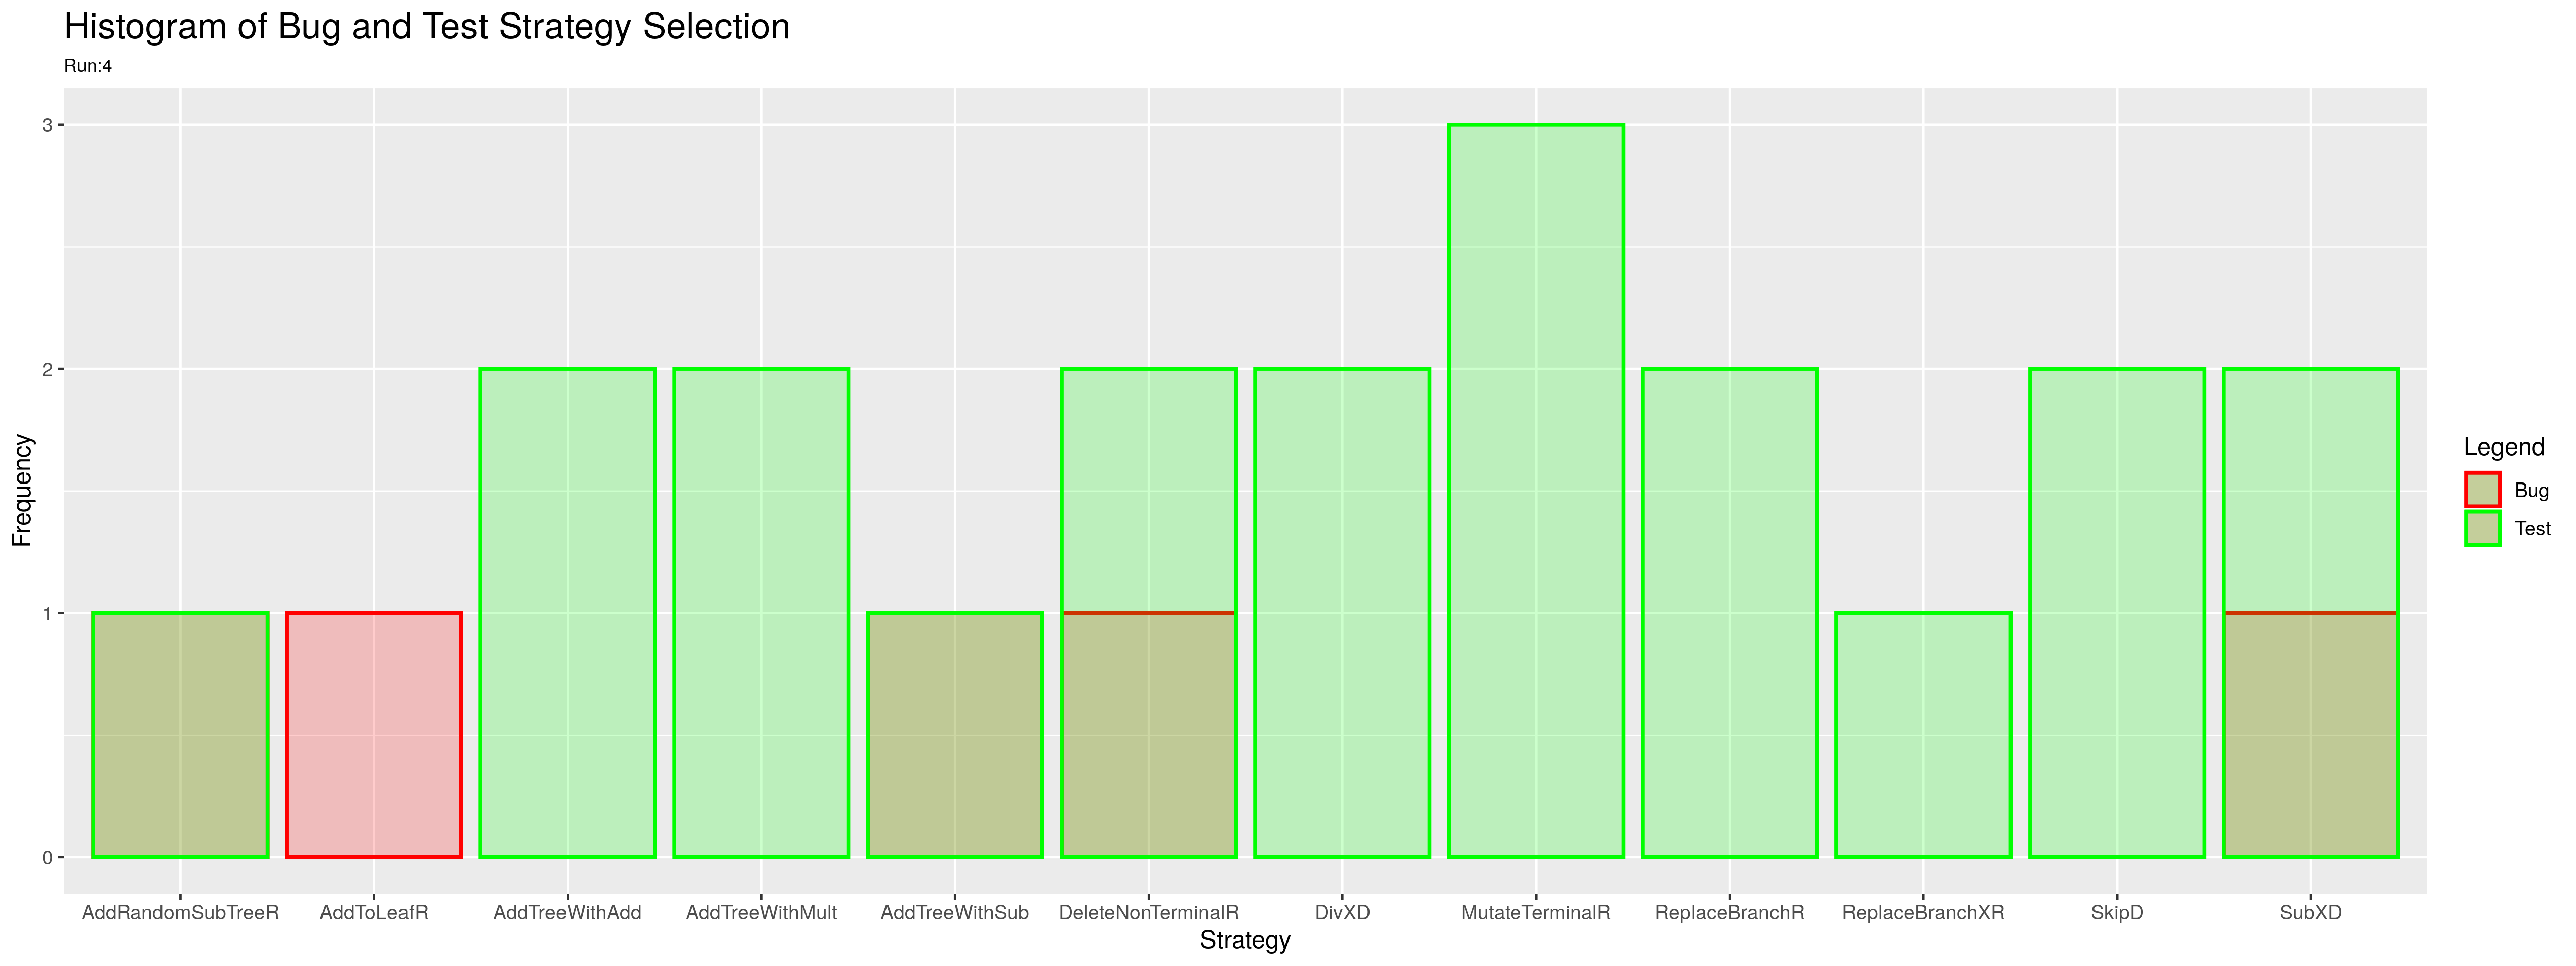 Histogram of Bug and Test Strategy Selection
Run:4
Frequency
3
2
1
0
AddRandomSubTreeR AddToLeafR AddTreeWithAdd AddTreeWithMult AddTreeWithSub DeleteNonTerminalR DivXD MutateTerminalR ReplaceBranchR ReplaceBranchXR SkipD SubXD
Strategy
Legend
Bug
Test